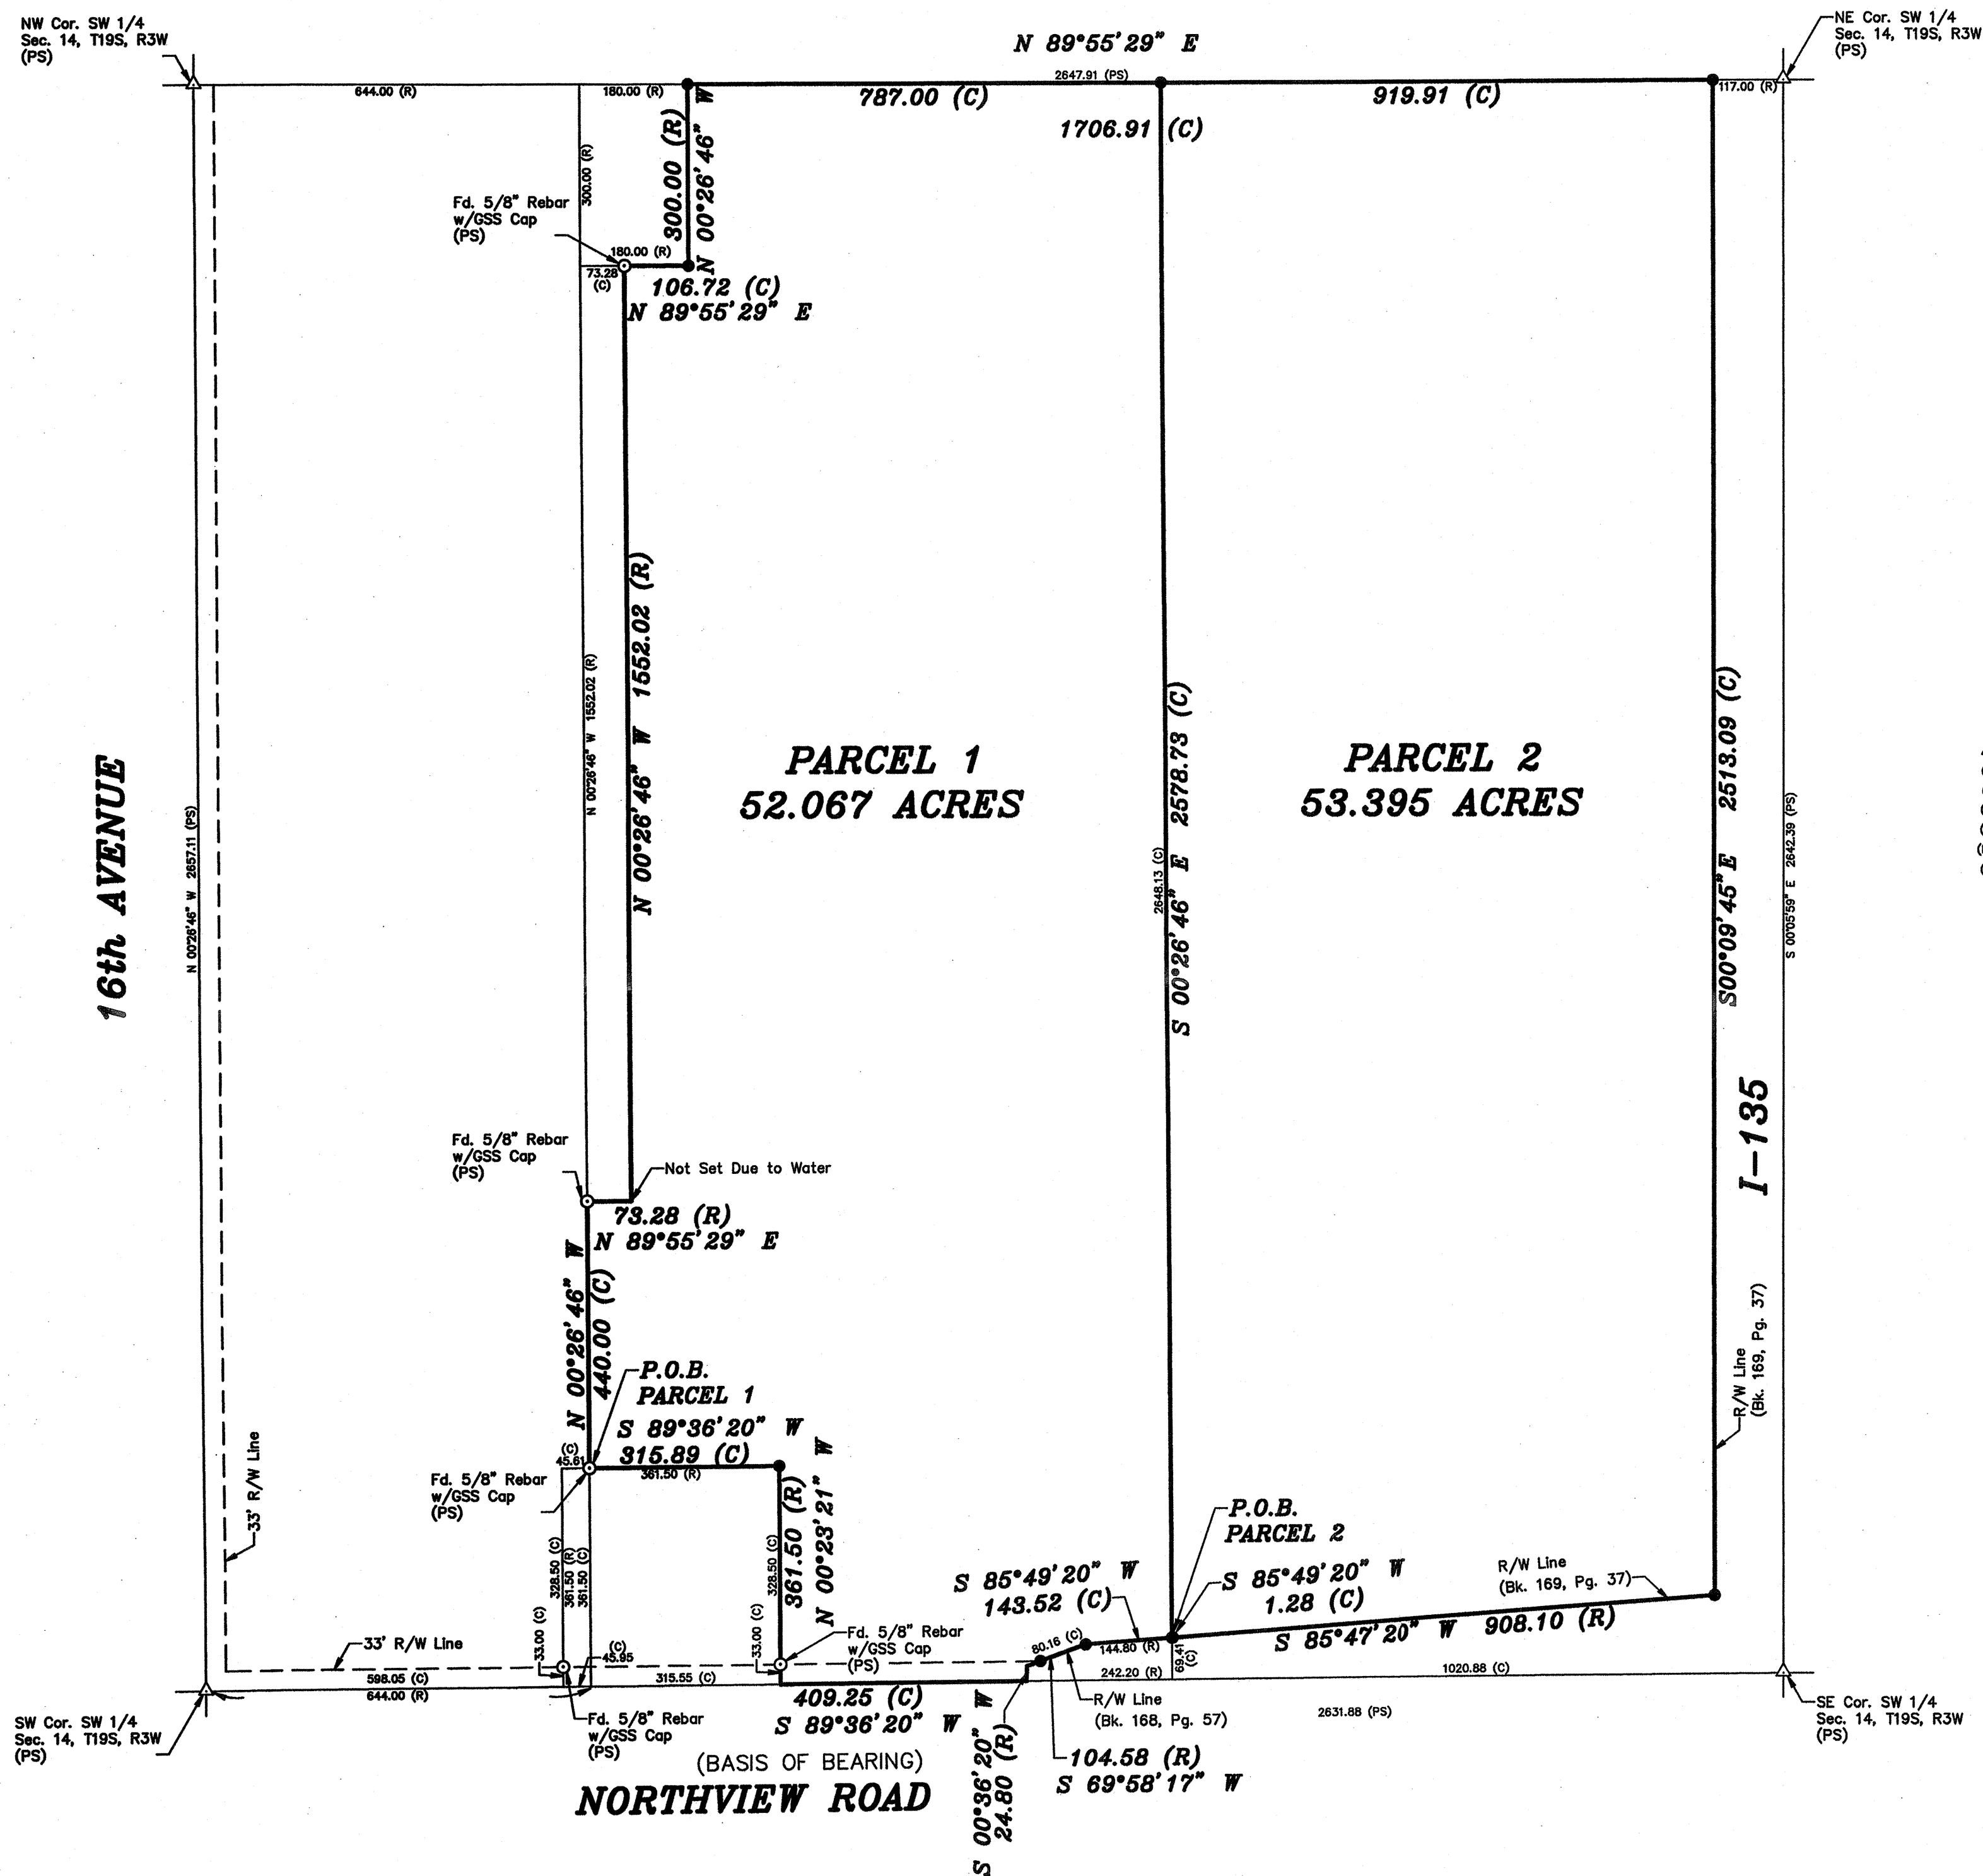 NW Cor. SW 1/4
Sec. 14, T19S, R3W
(PS)
NE Cor. SW 1/4
Sec. 14, T19S, R3W
(PS)
N 89°55'29" E
2647.91 (PS)
644.00 (R)
180.00 (R)
787.00 (C)
919.91 (C)
117.00 (R)
1706.91 (C)
300.00 (R)
300.00 (R)
N 00°26'46" W
Fd. 5/8" Rebar
w/GSS Cap
(PS)
180.00 (R)
73.28
(C)
106.72 (C)
N 89°55'29" E
N 00°26'46" W 1552.02 (R)
N 00°26'46" W 1552.02 (R)
PARCEL 1
52.067 ACRES
PARCEL 2
53.395 ACRES
S 00°26'46" E 2578.73 (C)
2648.13 (C)
S00°09'45"E 2513.09 (C)
S 00°05'59" E 2642.39 (PS)
16th AVENUE
N 00°26'46" W 2657.11 (PS)
I-135
Fd. 5/8" Rebar
w/GSS Cap
(PS)
Not Set Due to Water
73.28 (R)
N 89°55'29" E
N 00°26'46" W
440.00 (C)
P.O.B.
PARCEL 1
S 89°36'20" W
315.89 (C)
361.50 (R)
(C)
45.61
Fd. 5/8" Rebar
w/GSS Cap
(PS)
R/W Line
(Bk. 169, Pg. 37)
33' R/W Line
328.50 (C)
361.50 (R)
361.50 (C)
328.50 (C)
361.50 (R)
N 00°23'21" W
P.O.B.
PARCEL 2
S 85°49'20" W
143.52 (C)
S 85°49'20" W
1.28 (C)
R/W Line
(Bk. 169, Pg. 37)
S 85°47'20" W 908.10 (R)
33' R/W Line
33.00 (C)
(C)
45.95
33.00 (C)
Fd. 5/8" Rebar
w/GSS Cap
(PS)
80.16 (C)
144.80 (R)
69.41
(C)
598.05 (C)
644.00 (R)
315.55 (C)
242.20 (R)
1020.88 (C)
2631.88 (PS)
409.25 (C)
S 89°36'20" W
R/W Line
(Bk. 168, Pg. 57)
SW Cor. SW 1/4
Sec. 14, T19S, R3W
(PS)
Fd. 5/8" Rebar
w/GSS Cap
(PS)
SE Cor. SW 1/4
Sec. 14, T19S, R3W
(PS)
(BASIS OF BEARING)
NORTHVIEW ROAD
S 00°36'20" W
24.80 (R)
104.58 (R)
S 69°58'17" W